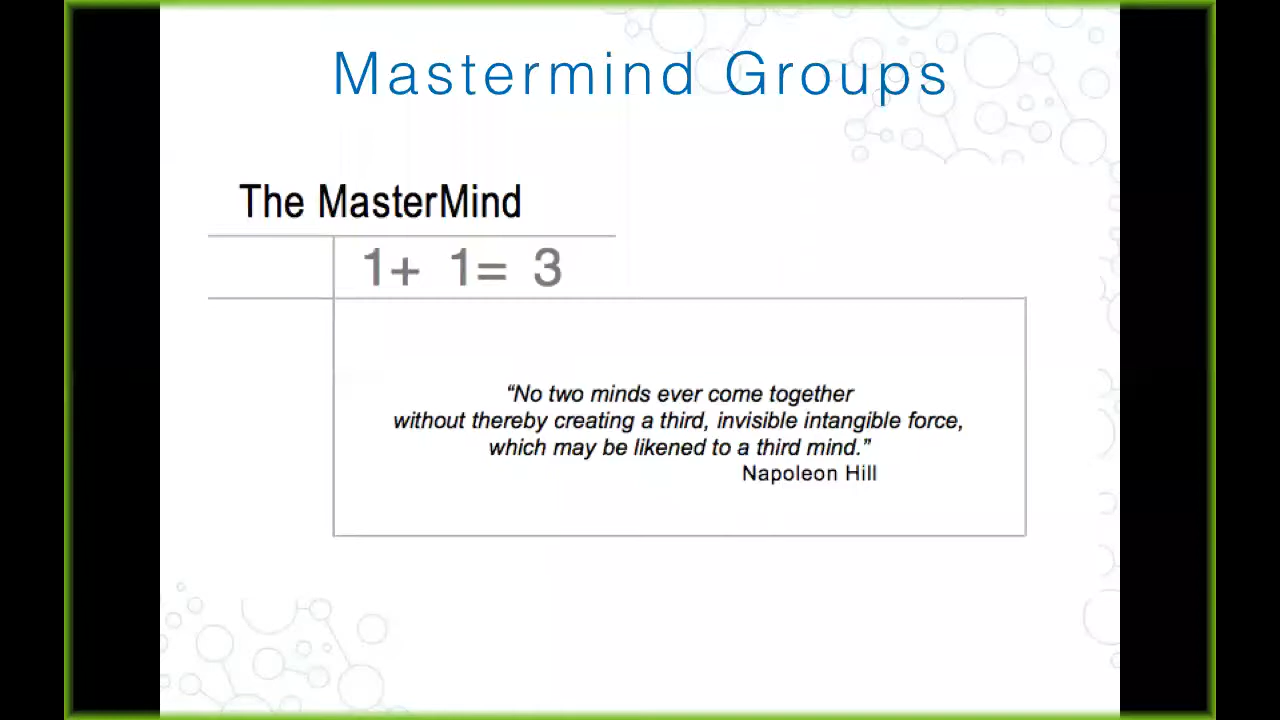 Mastermind Groups
The MasterMind
1+ 1= 3
“No two minds ever come together
without thereby creating a third, invisible intangible force,
which may be likened to a third mind.”
Napoleon Hill